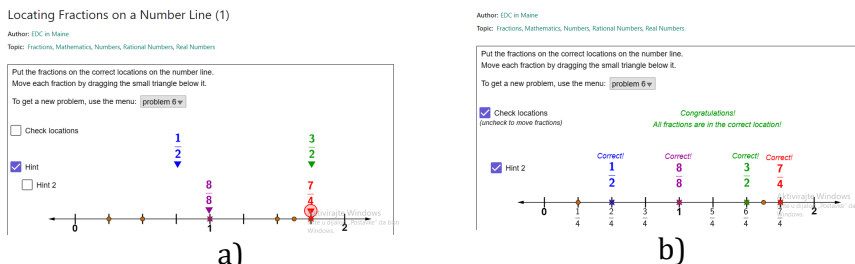 Locating Fractions on a Number Line (1)
Author: EDC in Maine
Topic: Fractions, Mathematics, Numbers, Rational Numbers, Real Numbers
Put the fractions on the correct locations on the number line.
Move each fraction by dragging the small triangle below it.
To get a new problem, use the menu: problem 6
Check locations
Hint
Hint 2
1/2
3/2
8/8
7/4
0 1 2
a)
Author: EDC in Maine
Topic: Fractions, Mathematics, Numbers, Rational Numbers, Real Numbers
Put the fractions on the correct locations on the number line.
Move each fraction by dragging the small triangle below it.
To get a new problem, use the menu: problem 6
Check locations
(uncheck to move fractions)
Congratulations!
All fractions are in the correct location!
Hint 2
Correct! Correct! Correct! Correct!
1/2 8/8 3/2 7/4
0 1/4 2/4 3/4 1 5/4 6/4 7/4 2
Aktivirajte Windows
b)